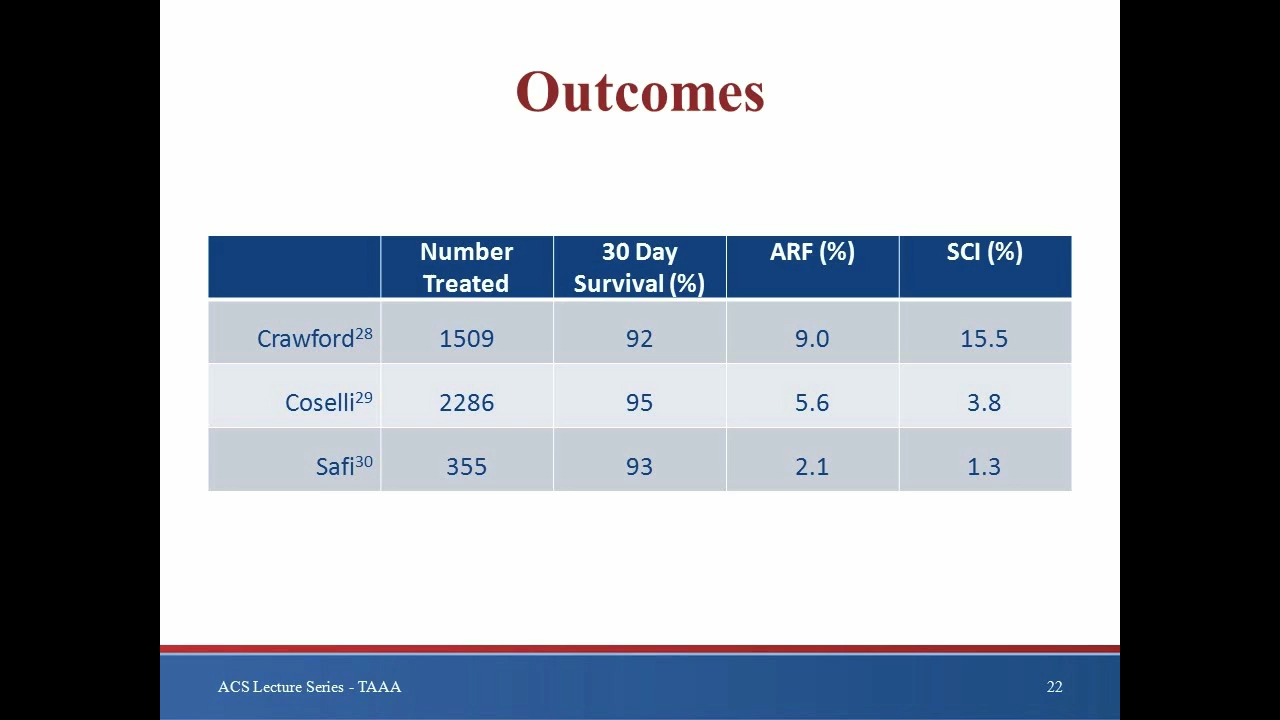 Outcomes
Number Treated 30 Day Survival (%) ARF (%) SCI (%)
Crawford28 1509 92 9.0 15.5
Coselli29 2286 95 5.6 3.8
Safi30 355 93 2.1 1.3
ACS Lecture Series - TAAA 22